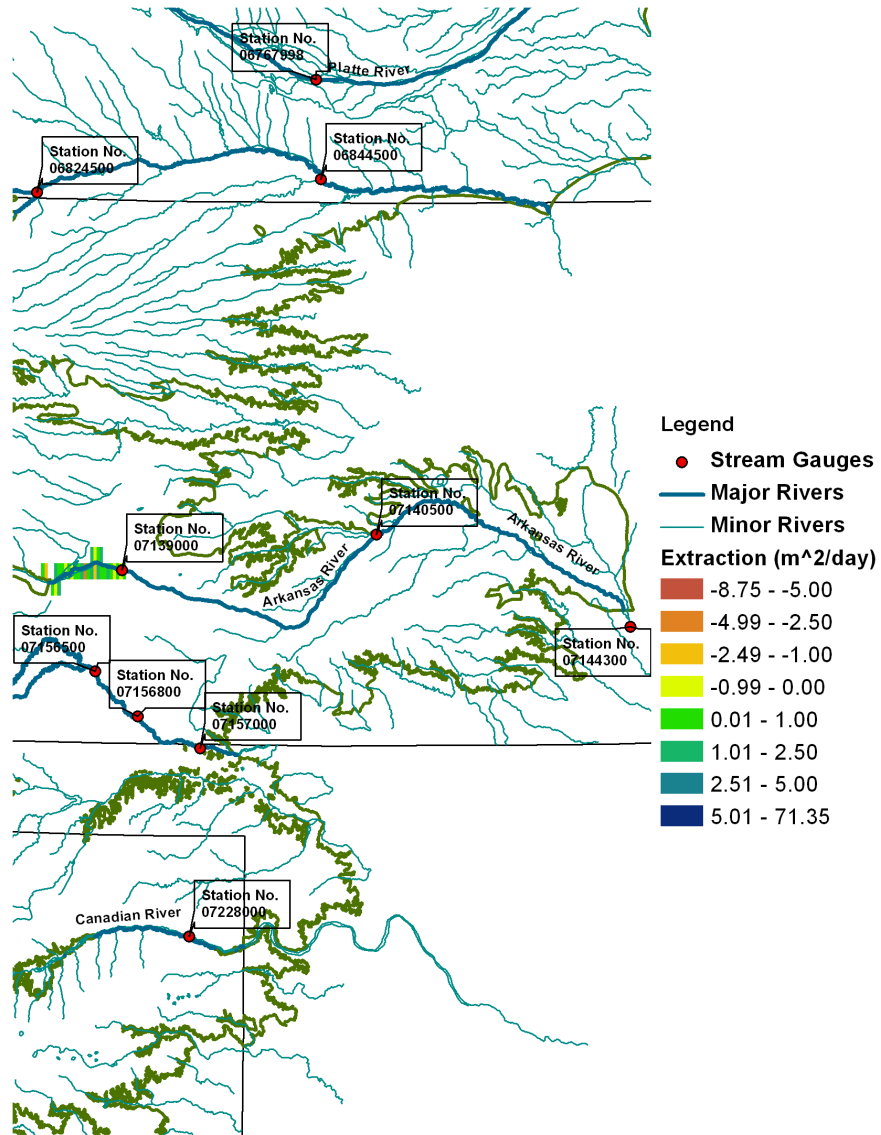 Station No.
06767998
Platte River
Station No.
06824500
Station No.
06844500
Station No.
07140500
Station No.
07139000
Arkansas River
Arkansas River
Station No.
07156500
Station No.
07156800
Station No.
07157000
Station No.
07144300
Station No.
07228000
Canadian River
Legend
Stream Gauges
Major Rivers
Minor Rivers
Extraction (m^2/day)
-8.75 - -5.00
-4.99 - -2.50
-2.49 - -1.00
-0.99 - 0.00
0.01 - 1.00
1.01 - 2.50
2.51 - 5.00
5.01 - 71.35